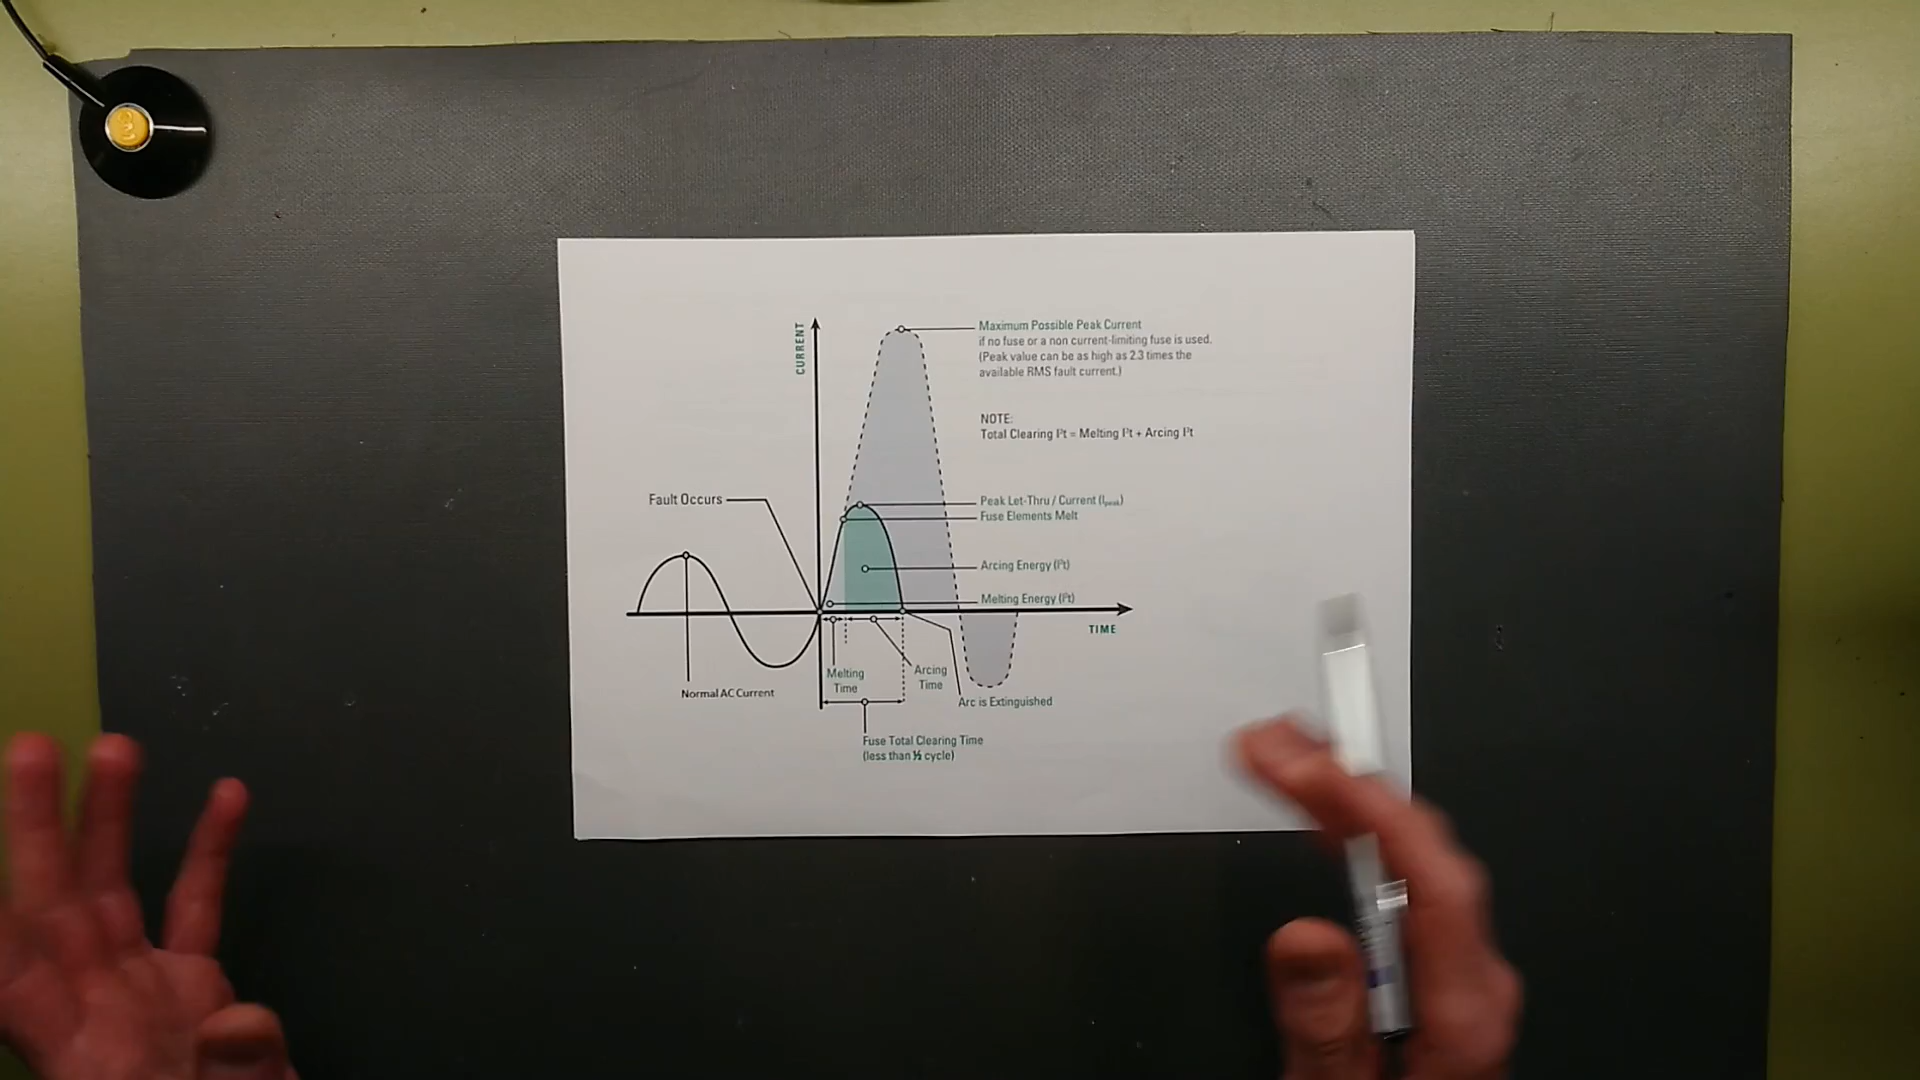 CURRENT
Maximum Possible Peak Current
if no fuse or a non current-limiting fuse is used.
(Peak value can be as high as 2.3 times the
available RMS fault current.)
NOTE:
Total Clearing I²t = Melting I²t + Arcing I²t
Fault Occurs
Peak Let-Thru / Current (Ipeak)
Fuse Elements Melt
Arcing Energy (I²t)
Melting Energy (I²t)
TIME
Melting
Time
Arcing
Time
Normal AC Current
Arc is Extinguished
Fuse Total Clearing Time
(less than ½ cycle)